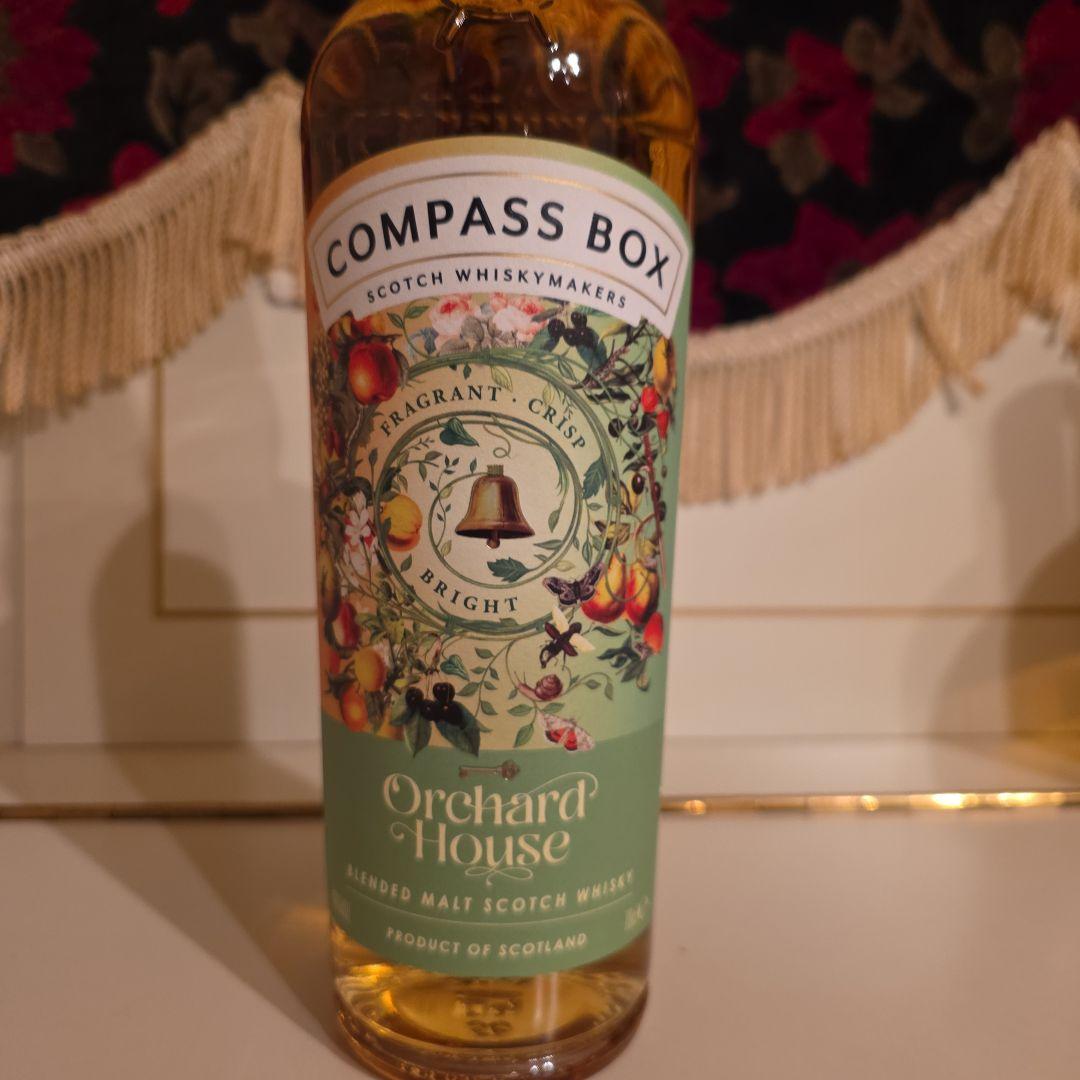 COMPASS BOX
SCOTCH WHISKYMAKERS
FRAGRANT · CRISP
BRIGHT
Orchard
House
BLENDED MALT SCOTCH WHISKY
PRODUCT OF SCOTLAND